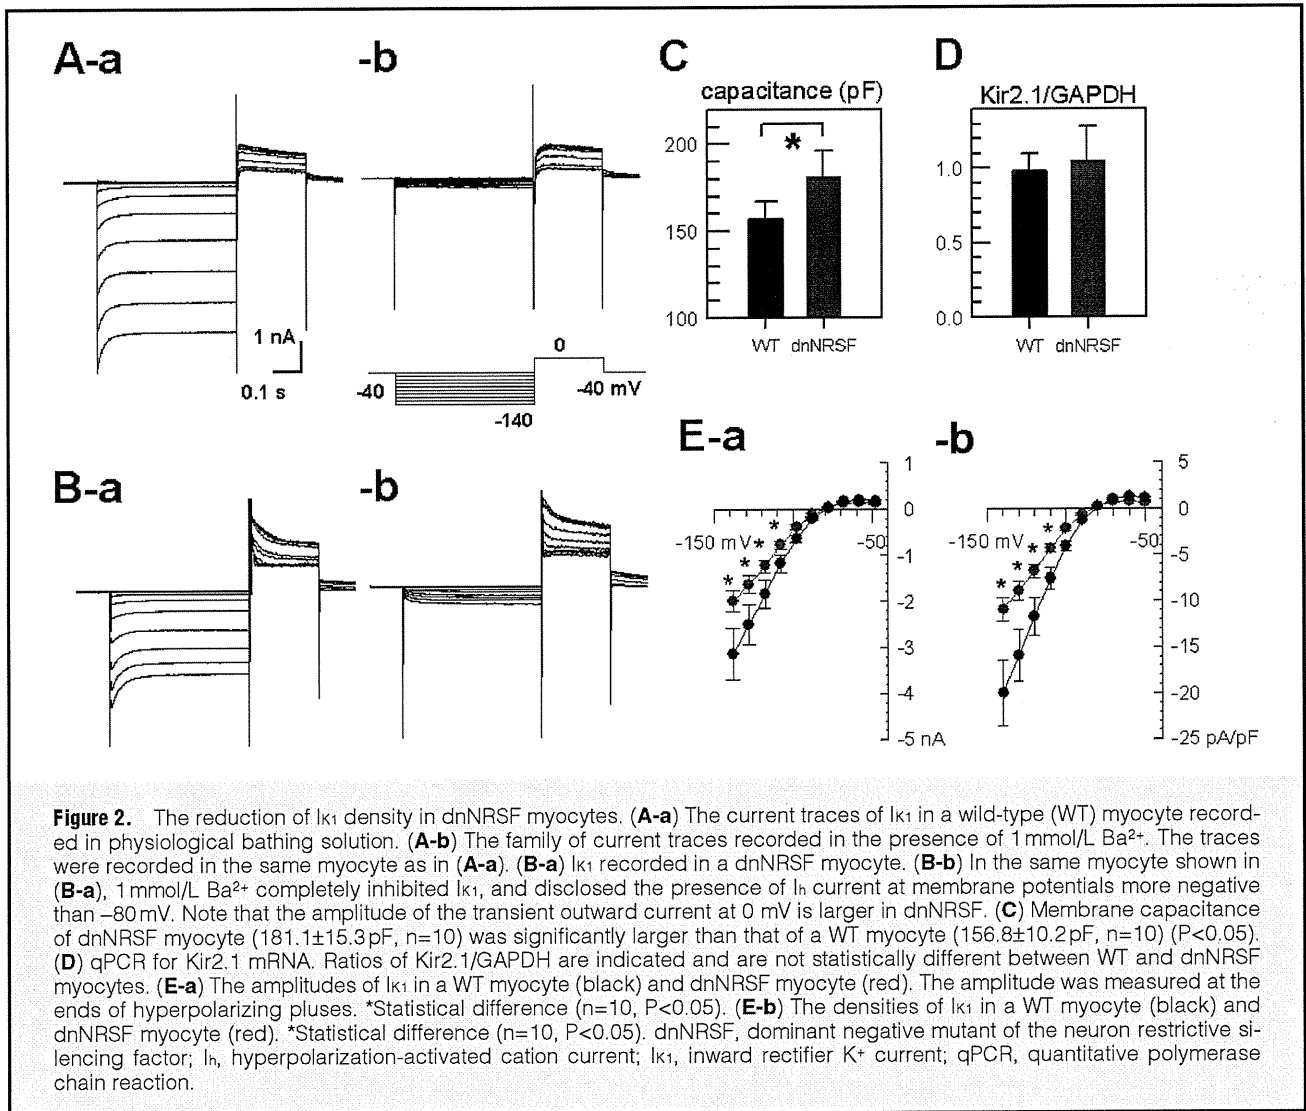 A-a
-b
C
D
capacitance (pF)
Kir2.1/GAPDH
200
150
100
*
WT dnNRSF
1.0
0.5
0.0
WT dnNRSF
1 nA
0.1 s
0
-40
-40 mV
-140
E-a
-b
B-a
-b
1
0
-150 mV
-50
-1
-2
-3
-4
-5 nA
* * * *
5
0
-150 mV
-50
-5
-10
-15
-20
-25 pA/pF
* * * *
Figure 2. The reduction of IK1 density in dnNRSF myocytes. (A-a) The current traces of IK1 in a wild-type (WT) myocyte record-
ed in physiological bathing solution. (A-b) The family of current traces recorded in the presence of 1 mmol/L Ba2+. The traces
were recorded in the same myocyte as in (A-a). (B-a) IK1 recorded in a dnNRSF myocyte. (B-b) In the same myocyte shown in
(B-a), 1 mmol/L Ba2+ completely inhibited IK1, and disclosed the presence of Ih current at membrane potentials more negative
than –80 mV. Note that the amplitude of the transient outward current at 0 mV is larger in dnNRSF. (C) Membrane capacitance
of dnNRSF myocyte (181.1±15.3 pF, n=10) was significantly larger than that of a WT myocyte (156.8±10.2 pF, n=10) (P<0.05).
(D) qPCR for Kir2.1 mRNA. Ratios of Kir2.1/GAPDH are indicated and are not statistically different between WT and dnNRSF
myocytes. (E-a) The amplitudes of IK1 in a WT myocyte (black) and dnNRSF myocyte (red). The amplitude was measured at the
ends of hyperpolarizing pluses. *Statistical difference (n=10, P<0.05). (E-b) The densities of IK1 in a WT myocyte (black) and
dnNRSF myocyte (red). *Statistical difference (n=10, P<0.05). dnNRSF, dominant negative mutant of the neuron restrictive si-
lencing factor; Ih, hyperpolarization-activated cation current; IK1, inward rectifier K+ current; qPCR, quantitative polymerase
chain reaction.